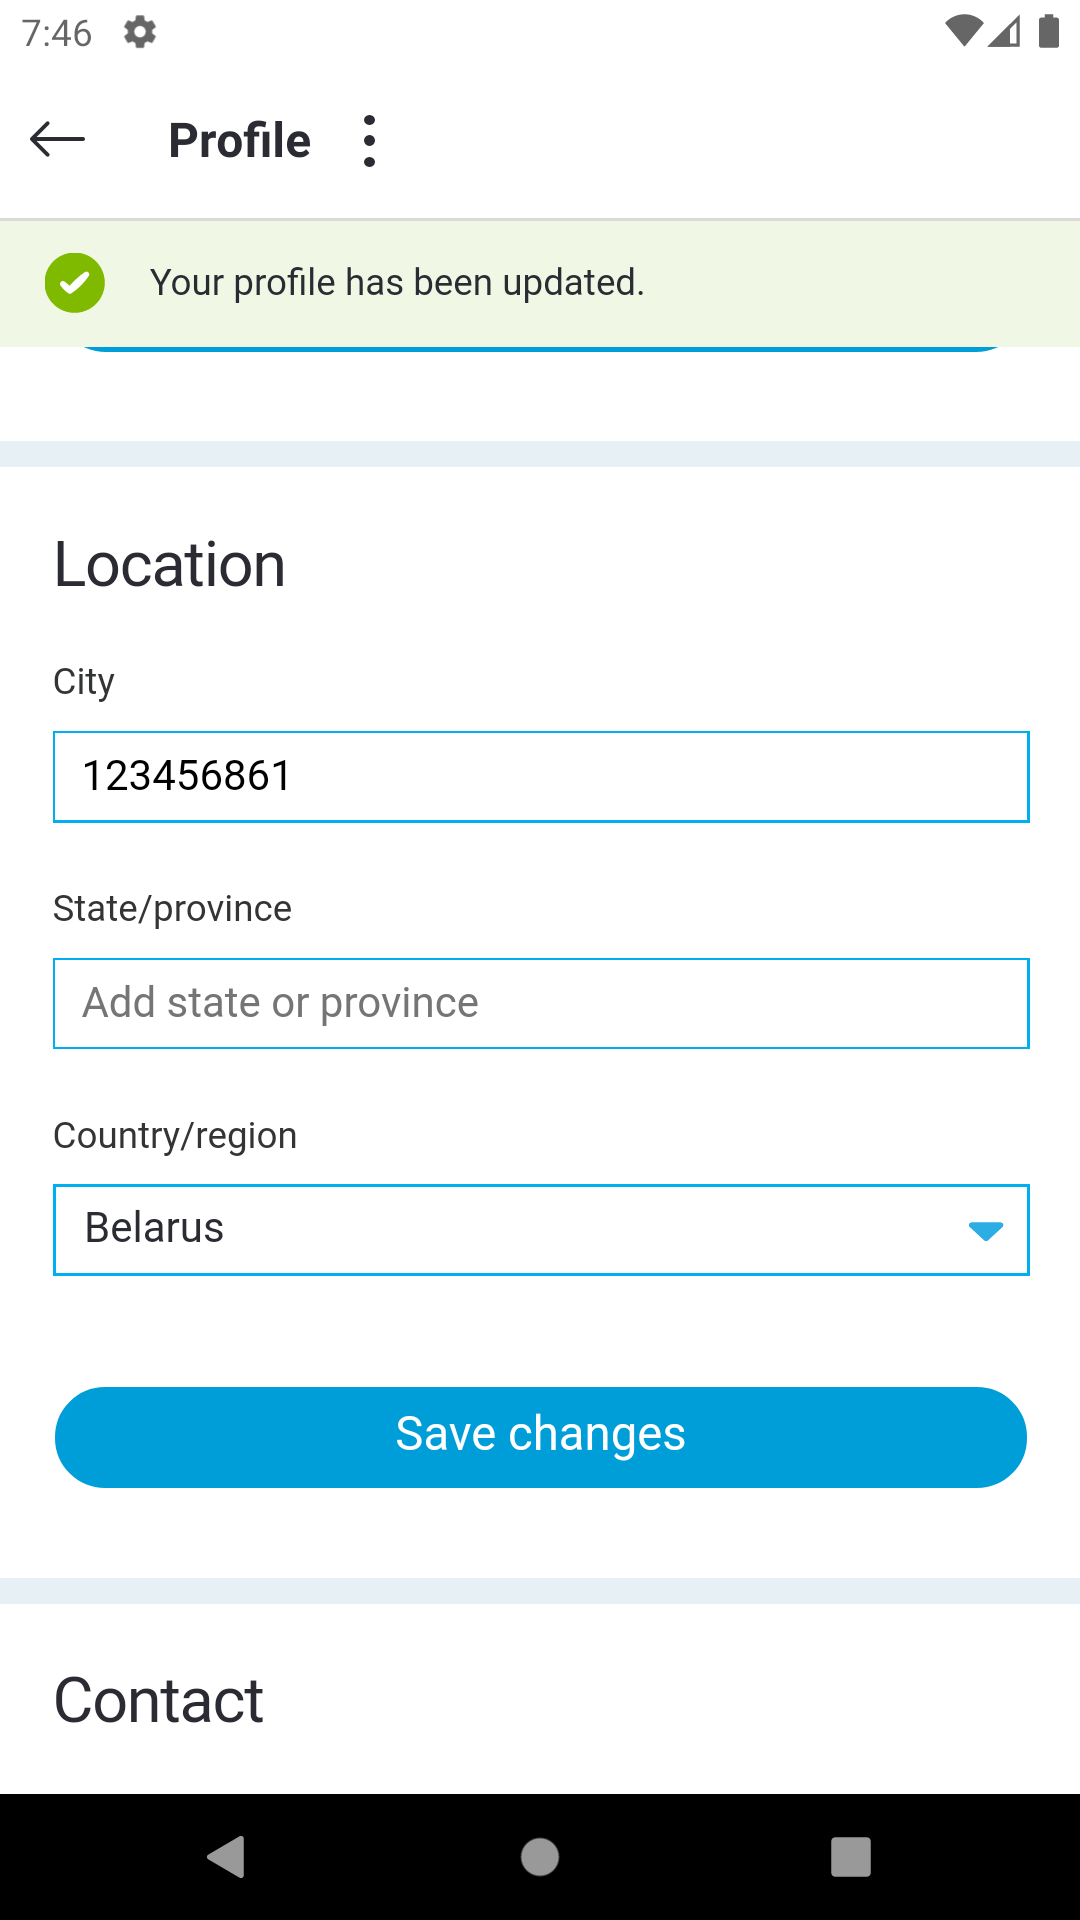 7:46
Profile
Your profile has been updated.
Location
City
123456861
State/province
Add state or province
Country/region
Belarus
Save changes
Contact